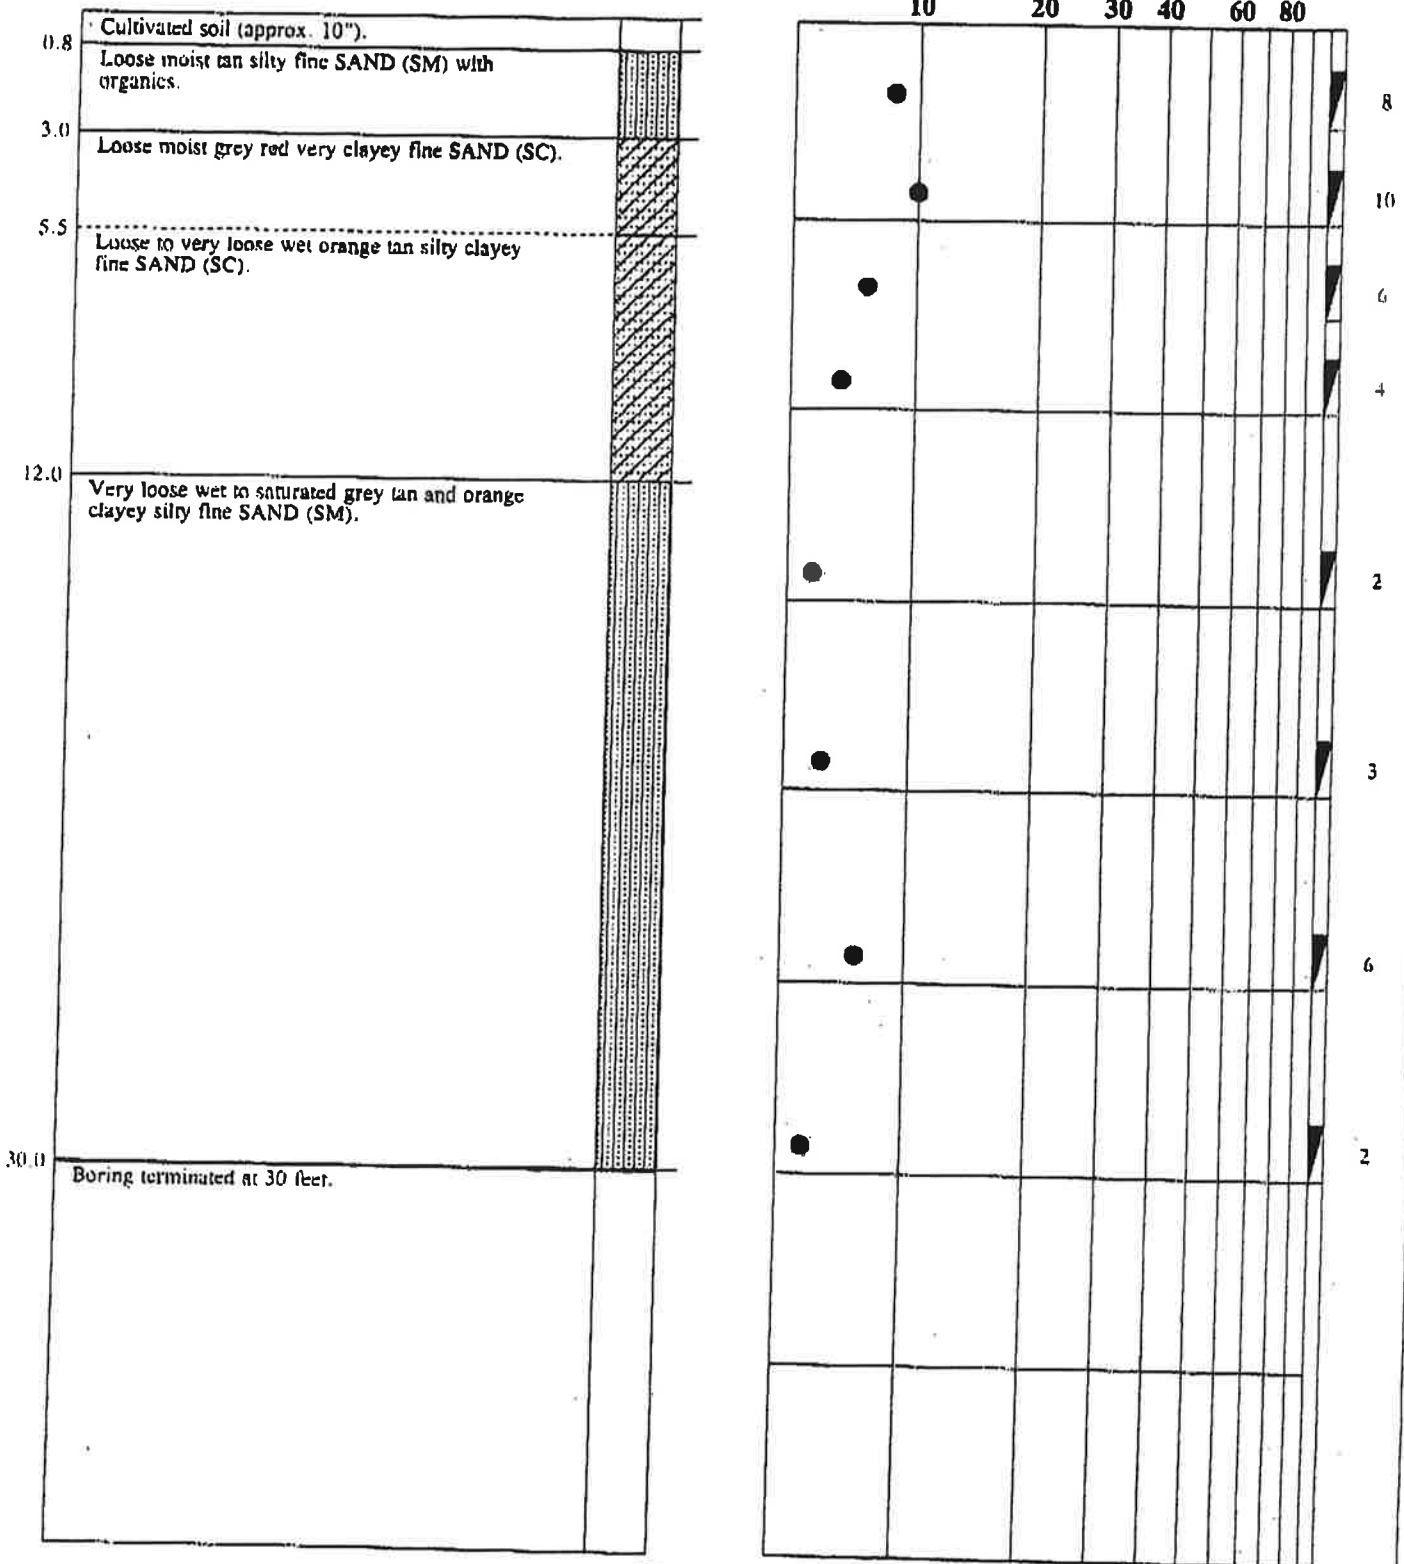 10 20 30 40 60 80
Cultivated soil (approx. 10").
0.8
Loose moist tan silty fine SAND (SM) with
organics.
8
3.0
Loose moist grey red very clayey fine SAND (SC).
10
5.5
Loose to very loose wet orange tan silty clayey
fine SAND (SC).
6
4
12.0
Very loose wet to saturated grey tan and orange
clayey silty fine SAND (SM).
2
3
6
30.0
Boring terminated at 30 feet.
2